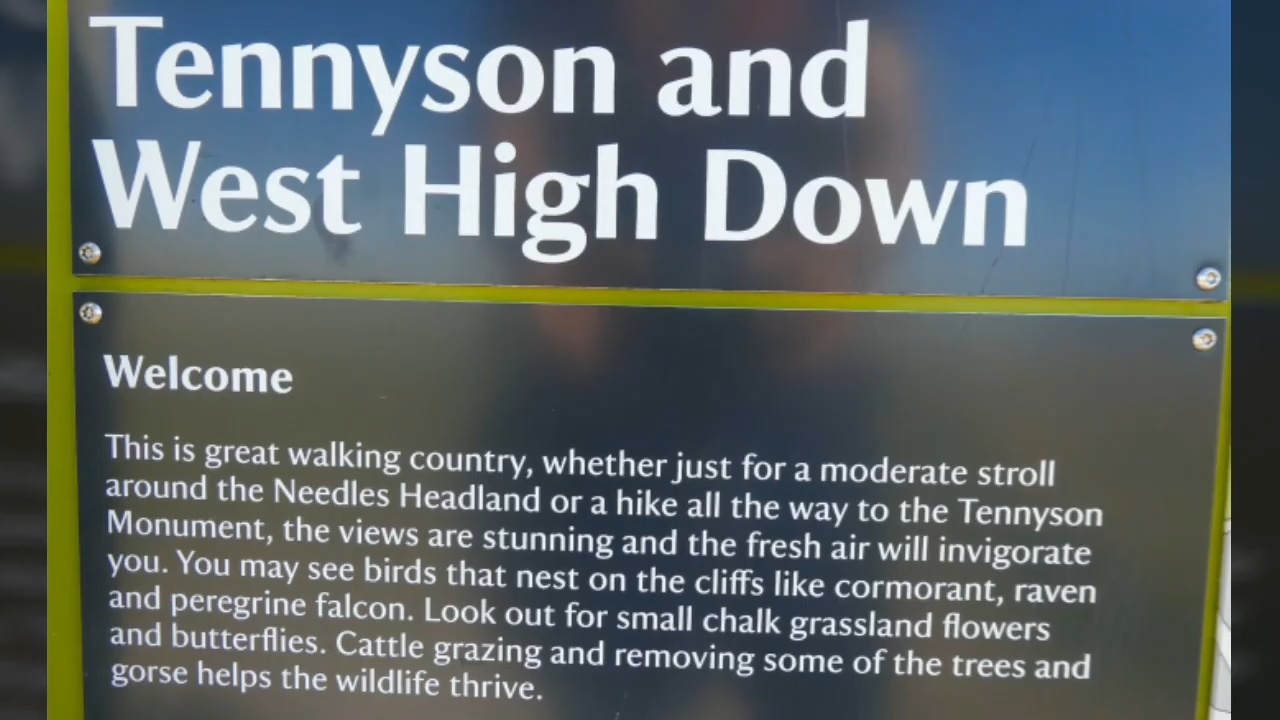 Tennyson and
West High Down
Welcome
This is great walking country, whether just for a moderate stroll
around the Needles Headland or a hike all the way to the Tennyson
Monument, the views are stunning and the fresh air will invigorate
you. You may see birds that nest on the cliffs like cormorant, raven
and peregrine falcon. Look out for small chalk grassland flowers
and butterflies. Cattle grazing and removing some of the trees and
gorse helps the wildlife thrive.